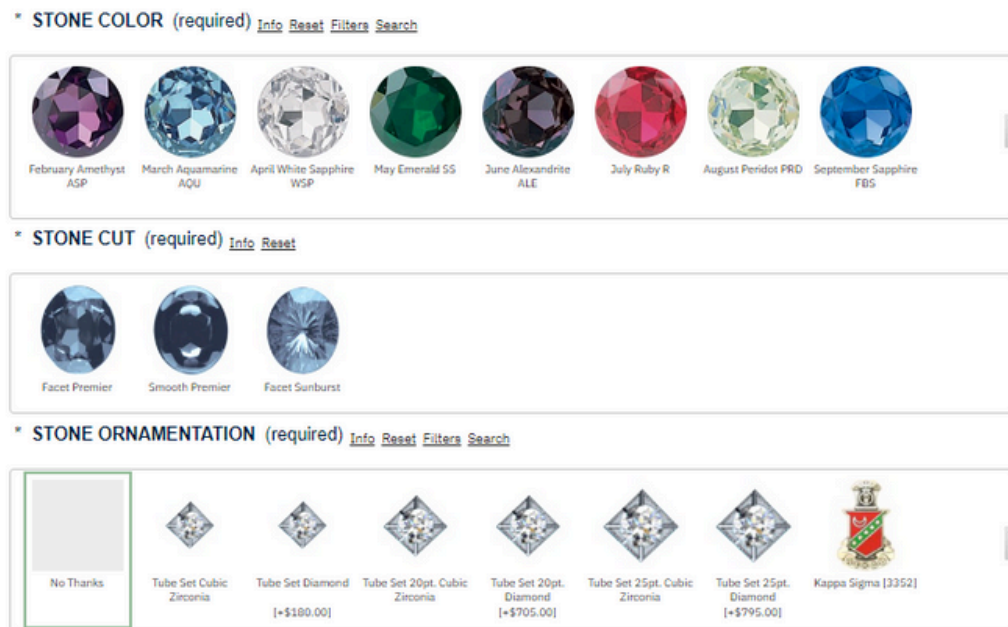 * STONE COLOR (required) Info Reset Filters Search
February Amethyst
ASP
March Aquamarine
AQU
April White Sapphire
WSP
May Emerald SS
June Alexandrite
ALE
July Ruby R
August Peridot PRD
September Sapphire
FBS
* STONE CUT (required) Info Reset
Facet Premier
Smooth Premier
Facet Sunburst
* STONE ORNAMENTATION (required) Info Reset Filters Search
No Thanks
Tube Set Cubic
Zirconia
Tube Set Diamond
[+$180.00]
Tube Set 20pt. Cubic
Zirconia
Tube Set 20pt.
Diamond
[+$705.00]
Tube Set 25pt. Cubic
Zirconia
Tube Set 25pt.
Diamond
[+$795.00]
Kappa Sigma [3352]